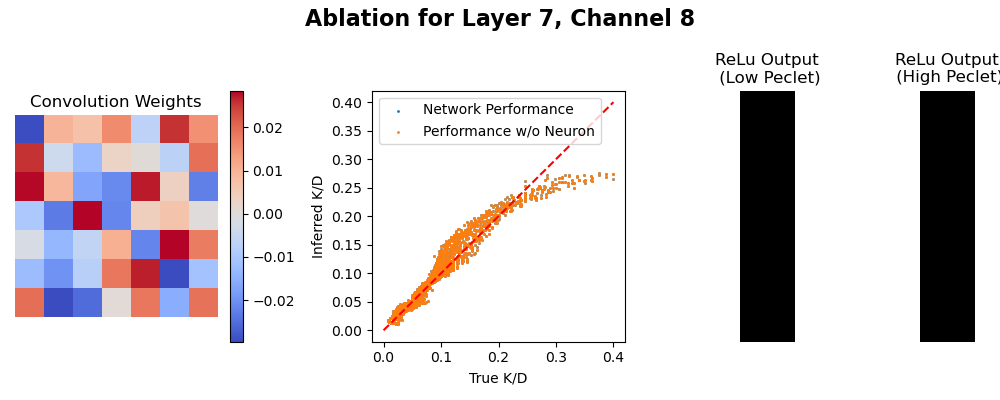 Ablation for Layer 7, Channel 8
Convolution Weights
0.02
0.01
0.00
−0.01
−0.02
Network Performance
Performance w/o Neuron
0.40
0.35
0.30
0.25
0.20
0.15
0.10
0.05
0.00
Inferred K/D
0.0
0.1
0.2
0.3
0.4
True K/D
ReLu Output
(Low Peclet)
ReLu Output
(High Peclet)